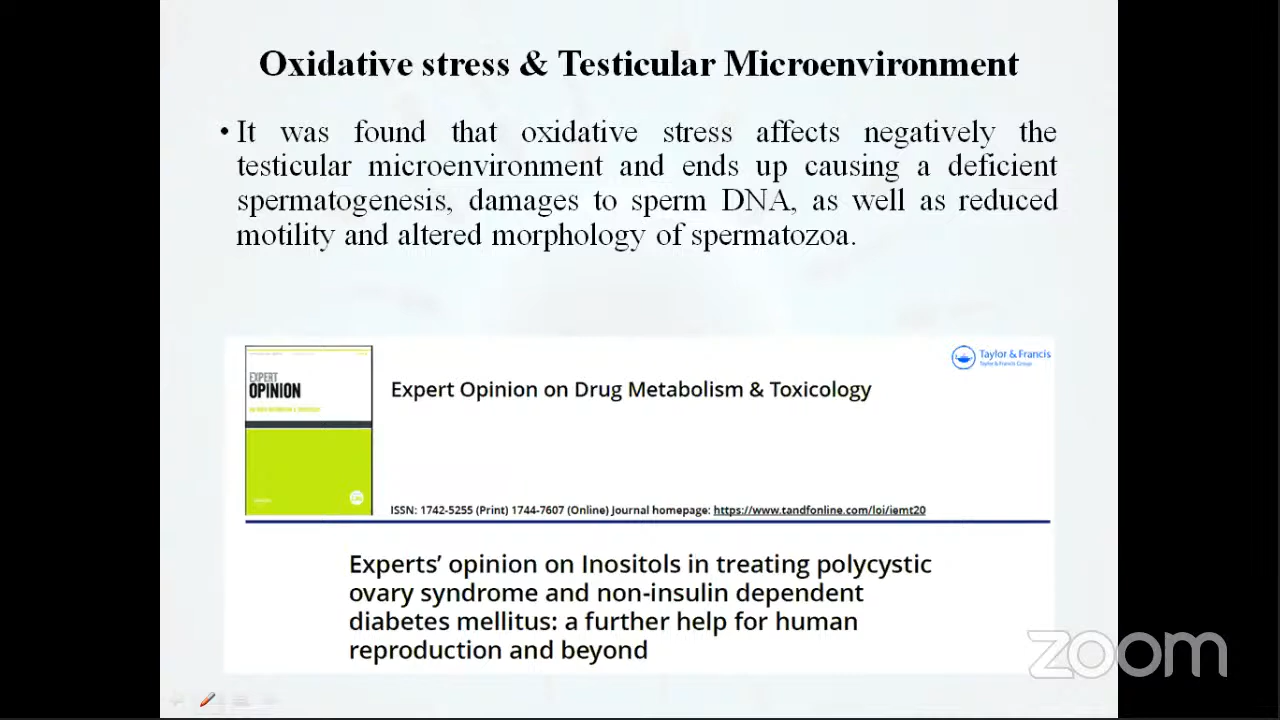 Oxidative stress & Testicular Microenvironment
• It was found that oxidative stress affects negatively the
testicular microenvironment and ends up causing a deficient
spermatogenesis, damages to sperm DNA, as well as reduced
motility and altered morphology of spermatozoa.
EXPERT
OPINION
Taylor & Francis
Taylor & Francis Group
Expert Opinion on Drug Metabolism & Toxicology
ISSN: 1742-5255 (Print) 1744-7607 (Online) Journal homepage: https://www.tandfonline.com/loi/iemt20
Experts’ opinion on Inositols in treating polycystic
ovary syndrome and non-insulin dependent
diabetes mellitus: a further help for human
reproduction and beyond
zoom